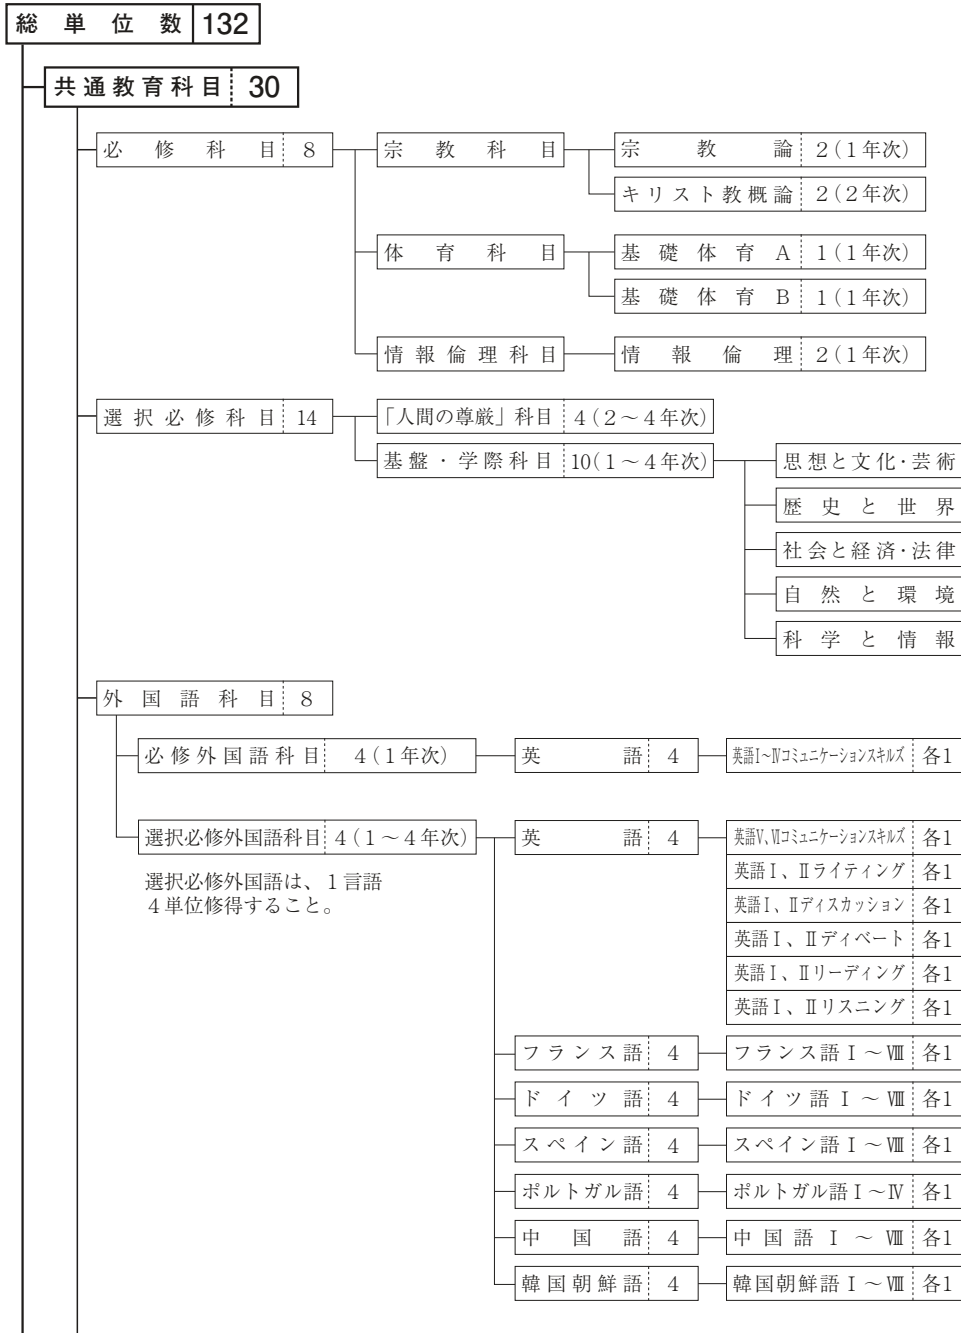 総単位数 132
共通教育科目 30
必修科目 8 宗教科目 宗教論 2(1年次)
キリスト教概論 2(2年次)
体育科目 基礎体育A 1(1年次)
基礎体育B 1(1年次)
情報倫理科目 情報倫理 2(1年次)
選択必修科目 14 「人間の尊厳」科目 4(2～4年次)
基盤・学際科目 10(1～4年次) 思想と文化・芸術
歴史と世界
社会と経済・法律
自然と環境
科学と情報
外国語科目 8
必修外国語科目 4(1年次) 英語 4 英語Ⅰ~Ⅳコミュニケーションスキルズ 各1
選択必修外国語科目 4(1～4年次) 英語 4 英語Ⅴ、Ⅵコミュニケーションスキルズ 各1
選択必修外国語は、1言語
4単位修得すること。
英語Ⅰ、Ⅱライティング 各1
英語Ⅰ、Ⅱディスカッション 各1
英語Ⅰ、Ⅱディベート 各1
英語Ⅰ、Ⅱリーディング 各1
英語Ⅰ、Ⅱリスニング 各1
フランス語 4 フランス語Ⅰ～Ⅷ 各1
ドイツ語 4 ドイツ語Ⅰ～Ⅷ 各1
スペイン語 4 スペイン語Ⅰ～Ⅷ 各1
ポルトガル語 4 ポルトガル語Ⅰ～Ⅳ 各1
中国語 4 中国語Ⅰ～Ⅷ 各1
韓国朝鮮語 4 韓国朝鮮語Ⅰ～Ⅷ 各1